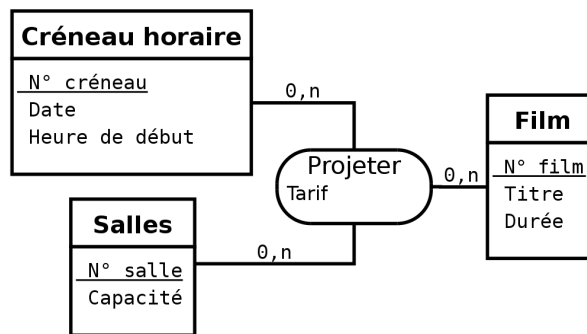 Créneau horaire
N° créneau
Date
Heure de début
0,n
Film
N° film
Titre
Durée
Projeter
Tarif
0,n
Salles
N° salle
Capacité
0,n